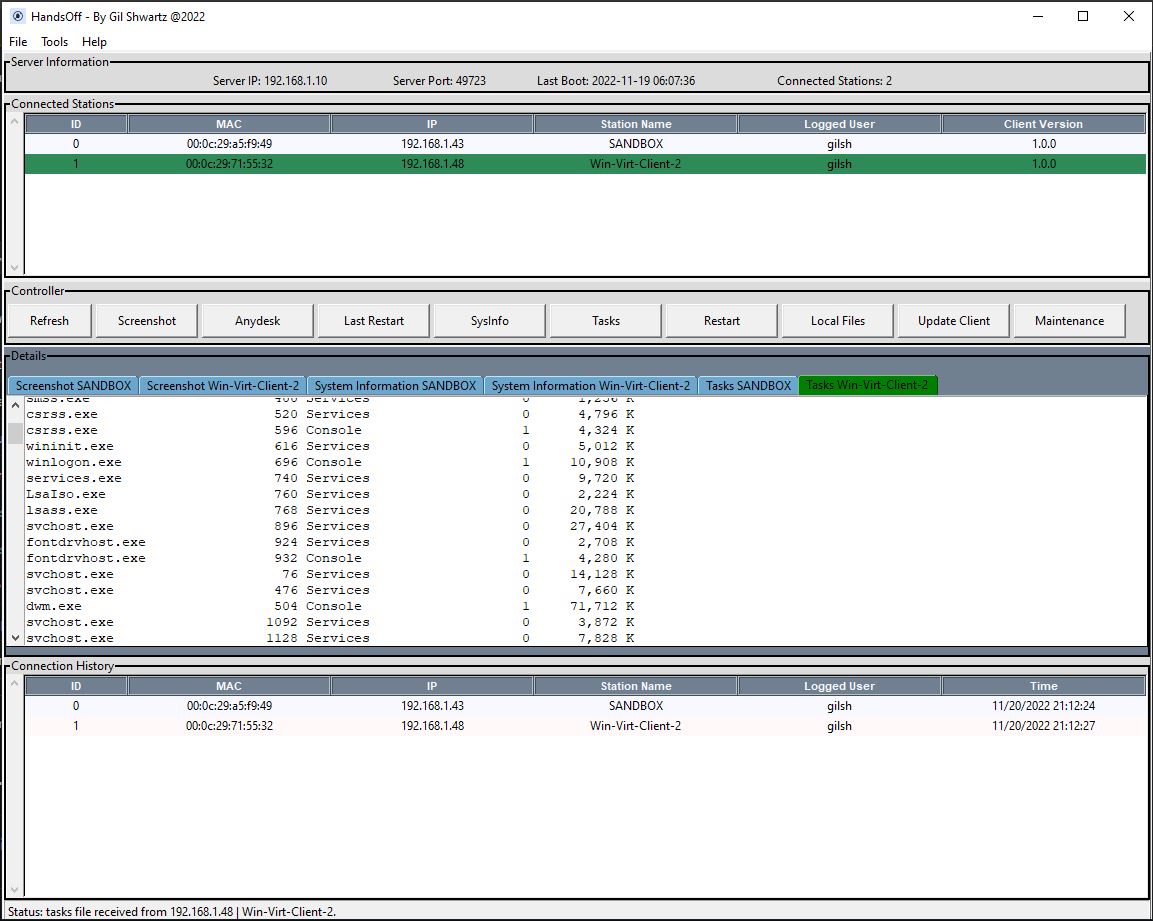 HandsOff - By Gil Shwartz @2022
File Tools Help
Server Information
Server IP: 192.168.1.10 Server Port: 49723 Last Boot: 2022-11-19 06:07:36 Connected Stations: 2
Connected Stations
ID MAC IP Station Name Logged User Client Version
0 00:0c:29:a5:f9:49 192.168.1.43 SANDBOX gilsh 1.0.0
1 00:0c:29:71:55:32 192.168.1.48 Win-Virt-Client-2 gilsh 1.0.0
Controller
Refresh Screenshot Anydesk Last Restart SysInfo Tasks Restart Local Files Update Client Maintenance
Details
Screenshot SANDBOX Screenshot Win-Virt-Client-2 System Information SANDBOX System Information Win-Virt-Client-2 Tasks SANDBOX Tasks Win-Virt-Client-2
smss.exe Services 0 K
csrss.exe 520 Services 0 4,796 K
csrss.exe 596 Console 1 4,324 K
wininit.exe 616 Services 0 5,012 K
winlogon.exe 696 Console 1 10,908 K
services.exe 740 Services 0 9,720 K
LsaIso.exe 760 Services 0 2,224 K
lsass.exe 768 Services 0 20,788 K
svchost.exe 896 Services 0 27,404 K
fontdrvhost.exe 924 Services 0 2,708 K
fontdrvhost.exe 932 Console 1 4,280 K
svchost.exe 76 Services 0 14,128 K
svchost.exe 476 Services 0 7,660 K
dwm.exe 504 Console 1 71,712 K
svchost.exe 1092 Services 0 3,872 K
svchost.exe 1128 Services 0 7,828 K
Connection History
ID MAC IP Station Name Logged User Time
0 00:0c:29:a5:f9:49 192.168.1.43 SANDBOX gilsh 11/20/2022 21:12:24
1 00:0c:29:71:55:32 192.168.1.48 Win-Virt-Client-2 gilsh 11/20/2022 21:12:27
Status: tasks file received from 192.168.1.48 | Win-Virt-Client-2.